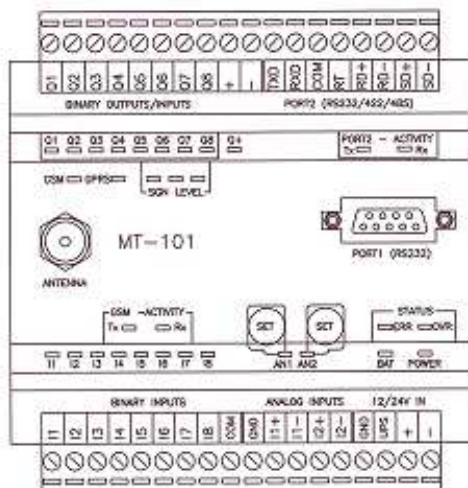 Q1 Q2 Q3 Q4 Q5 Q6 Q7 Q8 + - TXD RXD COM RT RD+ RD- SD+ SD-
BINARY OUTPUTS/INPUTS PORT2 (RS232/422/485)
Q1 Q2 Q3 Q4 Q5 Q6 Q7 Q8 Q+ PORT2 - ACTIVITY
Tx Rx
GSM GPRS
SGN LEVEL
MT-101
ANTENNA
PORT1 (RS232)
GSM -ACTIVITY
Tx Rx
SET SET
STATUS
ERR OVR
I1 I2 I3 I4 I5 I6 I7 I8 AN1 AN2 BAT POWER
BINARY INPUTS ANALOG INPUTS 12/24V IN
I1 I2 I3 I4 I5 I6 I7 I8 COM GND I1+ I1- I2+ I2- GND UPS + -